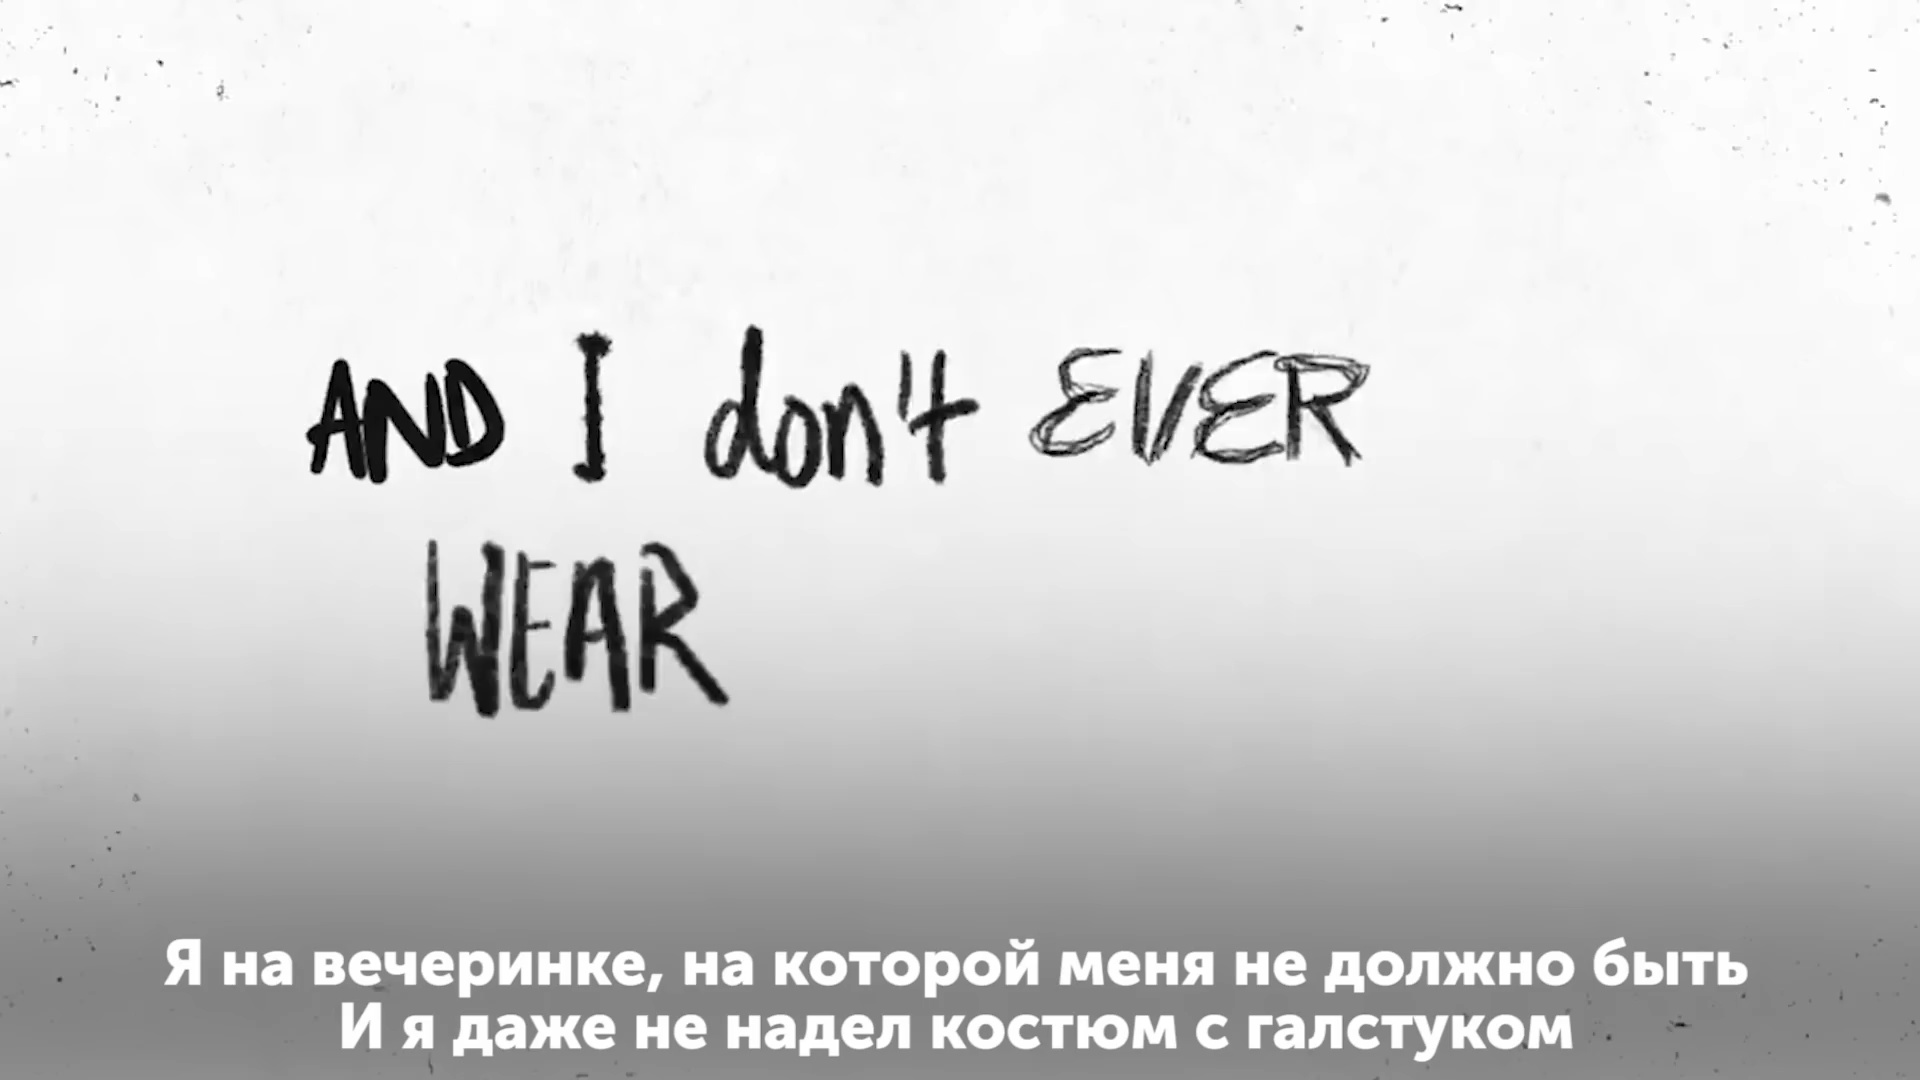 AND I don't EVER
WEAR
Я на вечеринке, на которой меня не должно быть
И я даже не надел костюм с галстуком